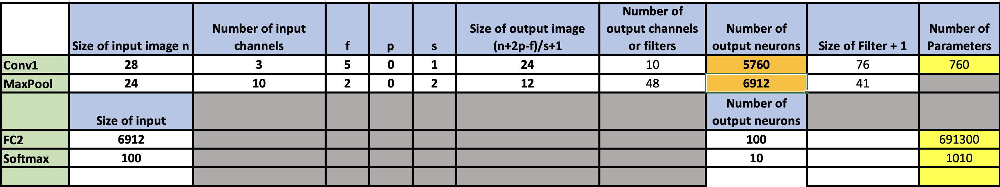 Size of input image n	Number of input channels	f	p	s	Size of output image (n+2p-f)/s+1	Number of output channels or filters	Number of output neurons	Size of Filter + 1	Number of Parameters
Conv1	28	3	5	0	1	24	10	5760	76	760
MaxPool	24	10	2	0	2	12	48	6912	41
Size of input	Number of output neurons
FC2	6912	100	691300
Softmax	100	10	1010